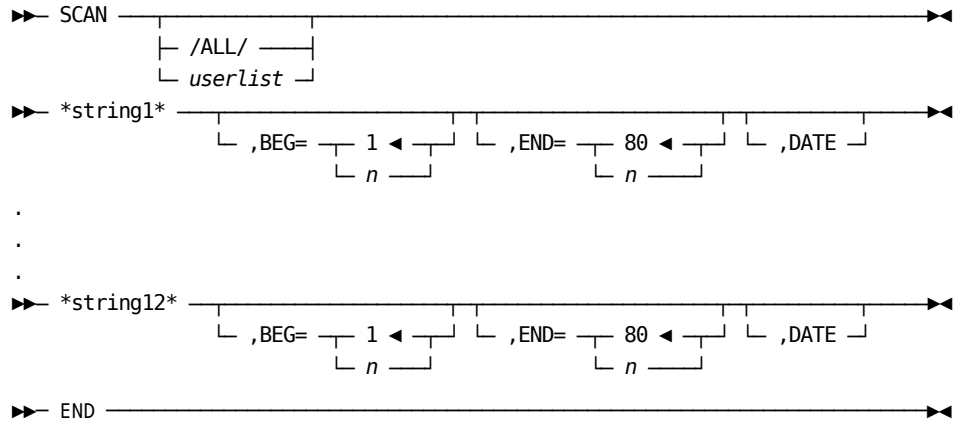 ►►─ SCAN ─┬───────────┬─►◄
├─ /ALL/ ───┤
└─ userlist ─┘
►►─ *string1* ─┬─────────────┬┬──────────────┬┬─────────┬─►◄
└─ ,BEG= ─┬─ 1 ◄ ─┬─┘ └─ ,END= ─┬─ 80 ◄ ─┬─┘ └─ ,DATE ─┘
└─ n ───┘ └─ n ────┘
.
.
.
►►─ *string12* ─┬─────────────┬┬──────────────┬┬─────────┬─►◄
└─ ,BEG= ─┬─ 1 ◄ ─┬─┘ └─ ,END= ─┬─ 80 ◄ ─┬─┘ └─ ,DATE ─┘
└─ n ───┘ └─ n ────┘
►►─ END ─►◄